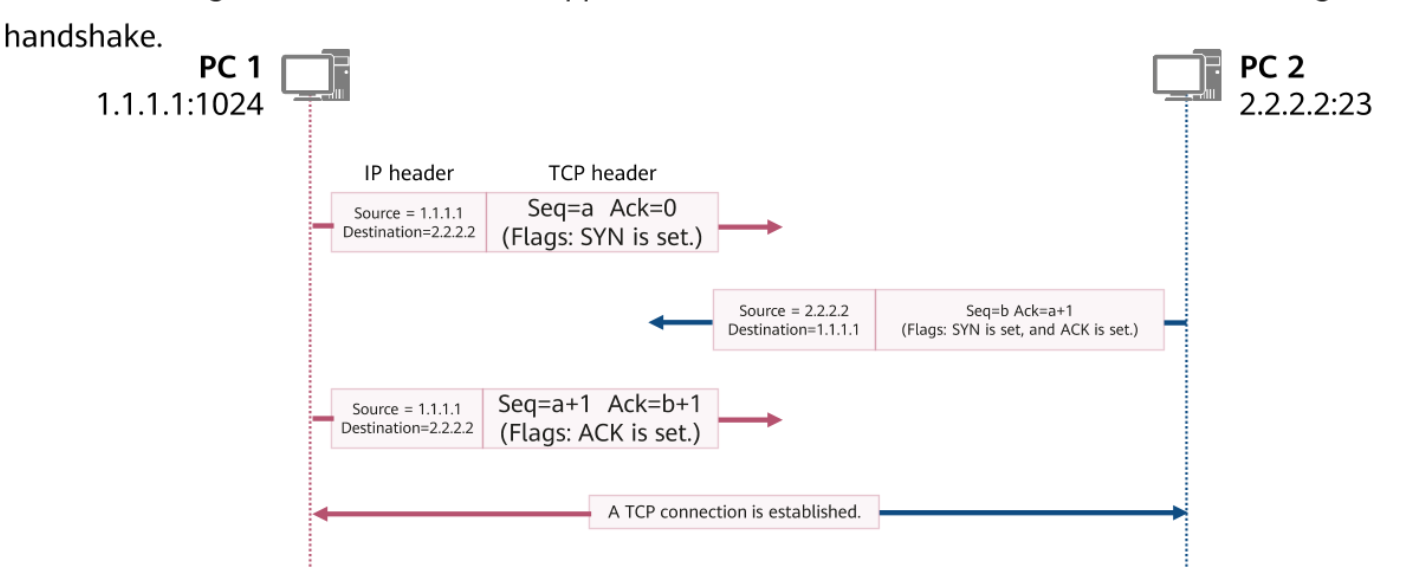 handshake.
PC 1
1.1.1.1:1024
PC 2
2.2.2.2:23
IP header
TCP header
Source = 1.1.1.1
Destination=2.2.2.2
Seq=a Ack=0
(Flags: SYN is set.)
Source = 2.2.2.2
Destination=1.1.1.1
Seq=b Ack=a+1
(Flags: SYN is set, and ACK is set.)
Source = 1.1.1.1
Destination=2.2.2.2
Seq=a+1 Ack=b+1
(Flags: ACK is set.)
A TCP connection is established.